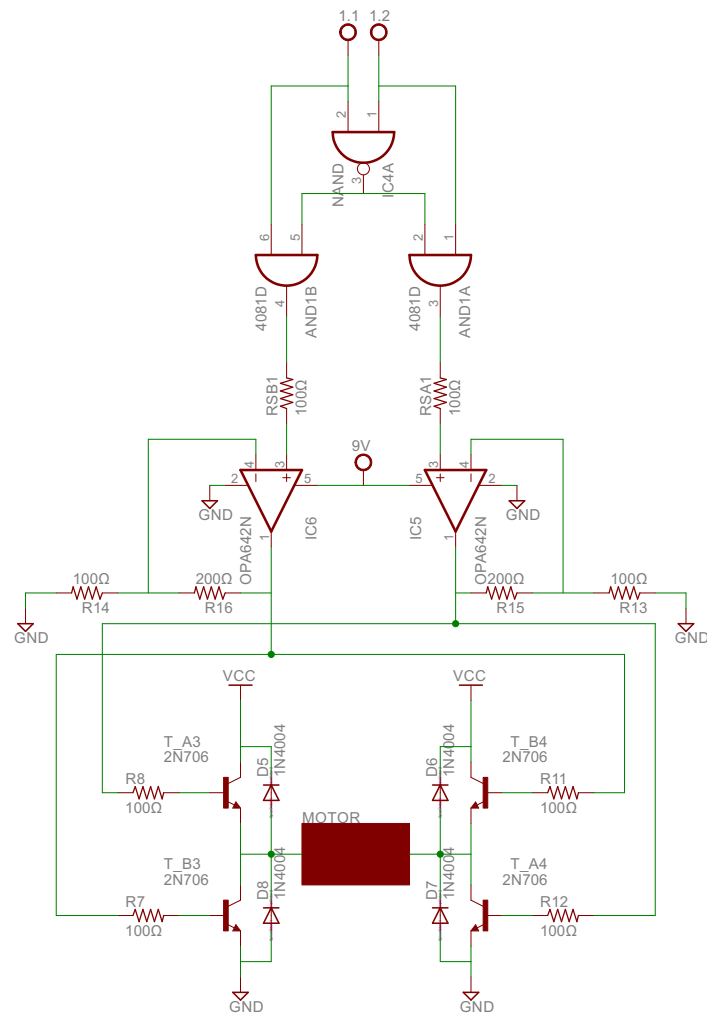 1.1 1.2
2 1
NAND
3
IC4A
6 5 2 1
4081D
4
AND1B
4081D
3
AND1A
RSB1
100Ω
RSA1
100Ω
9V
4 3 3 4
- + + -
2 5 5 2
GND GND
OPA642N
1
IC6
IC5
1
OPA642N
100Ω 200Ω 200Ω 100Ω
R14 R16 R15 R13
GND GND
VCC VCC
T_A3
2N706
D5
1N4004
D6
1N4004
T_B4
2N706
R8
100Ω
R11
100Ω
MOTOR
T_B3
2N706
D8
1N4004
D7
1N4004
T_A4
2N706
R7
100Ω
R12
100Ω
GND GND